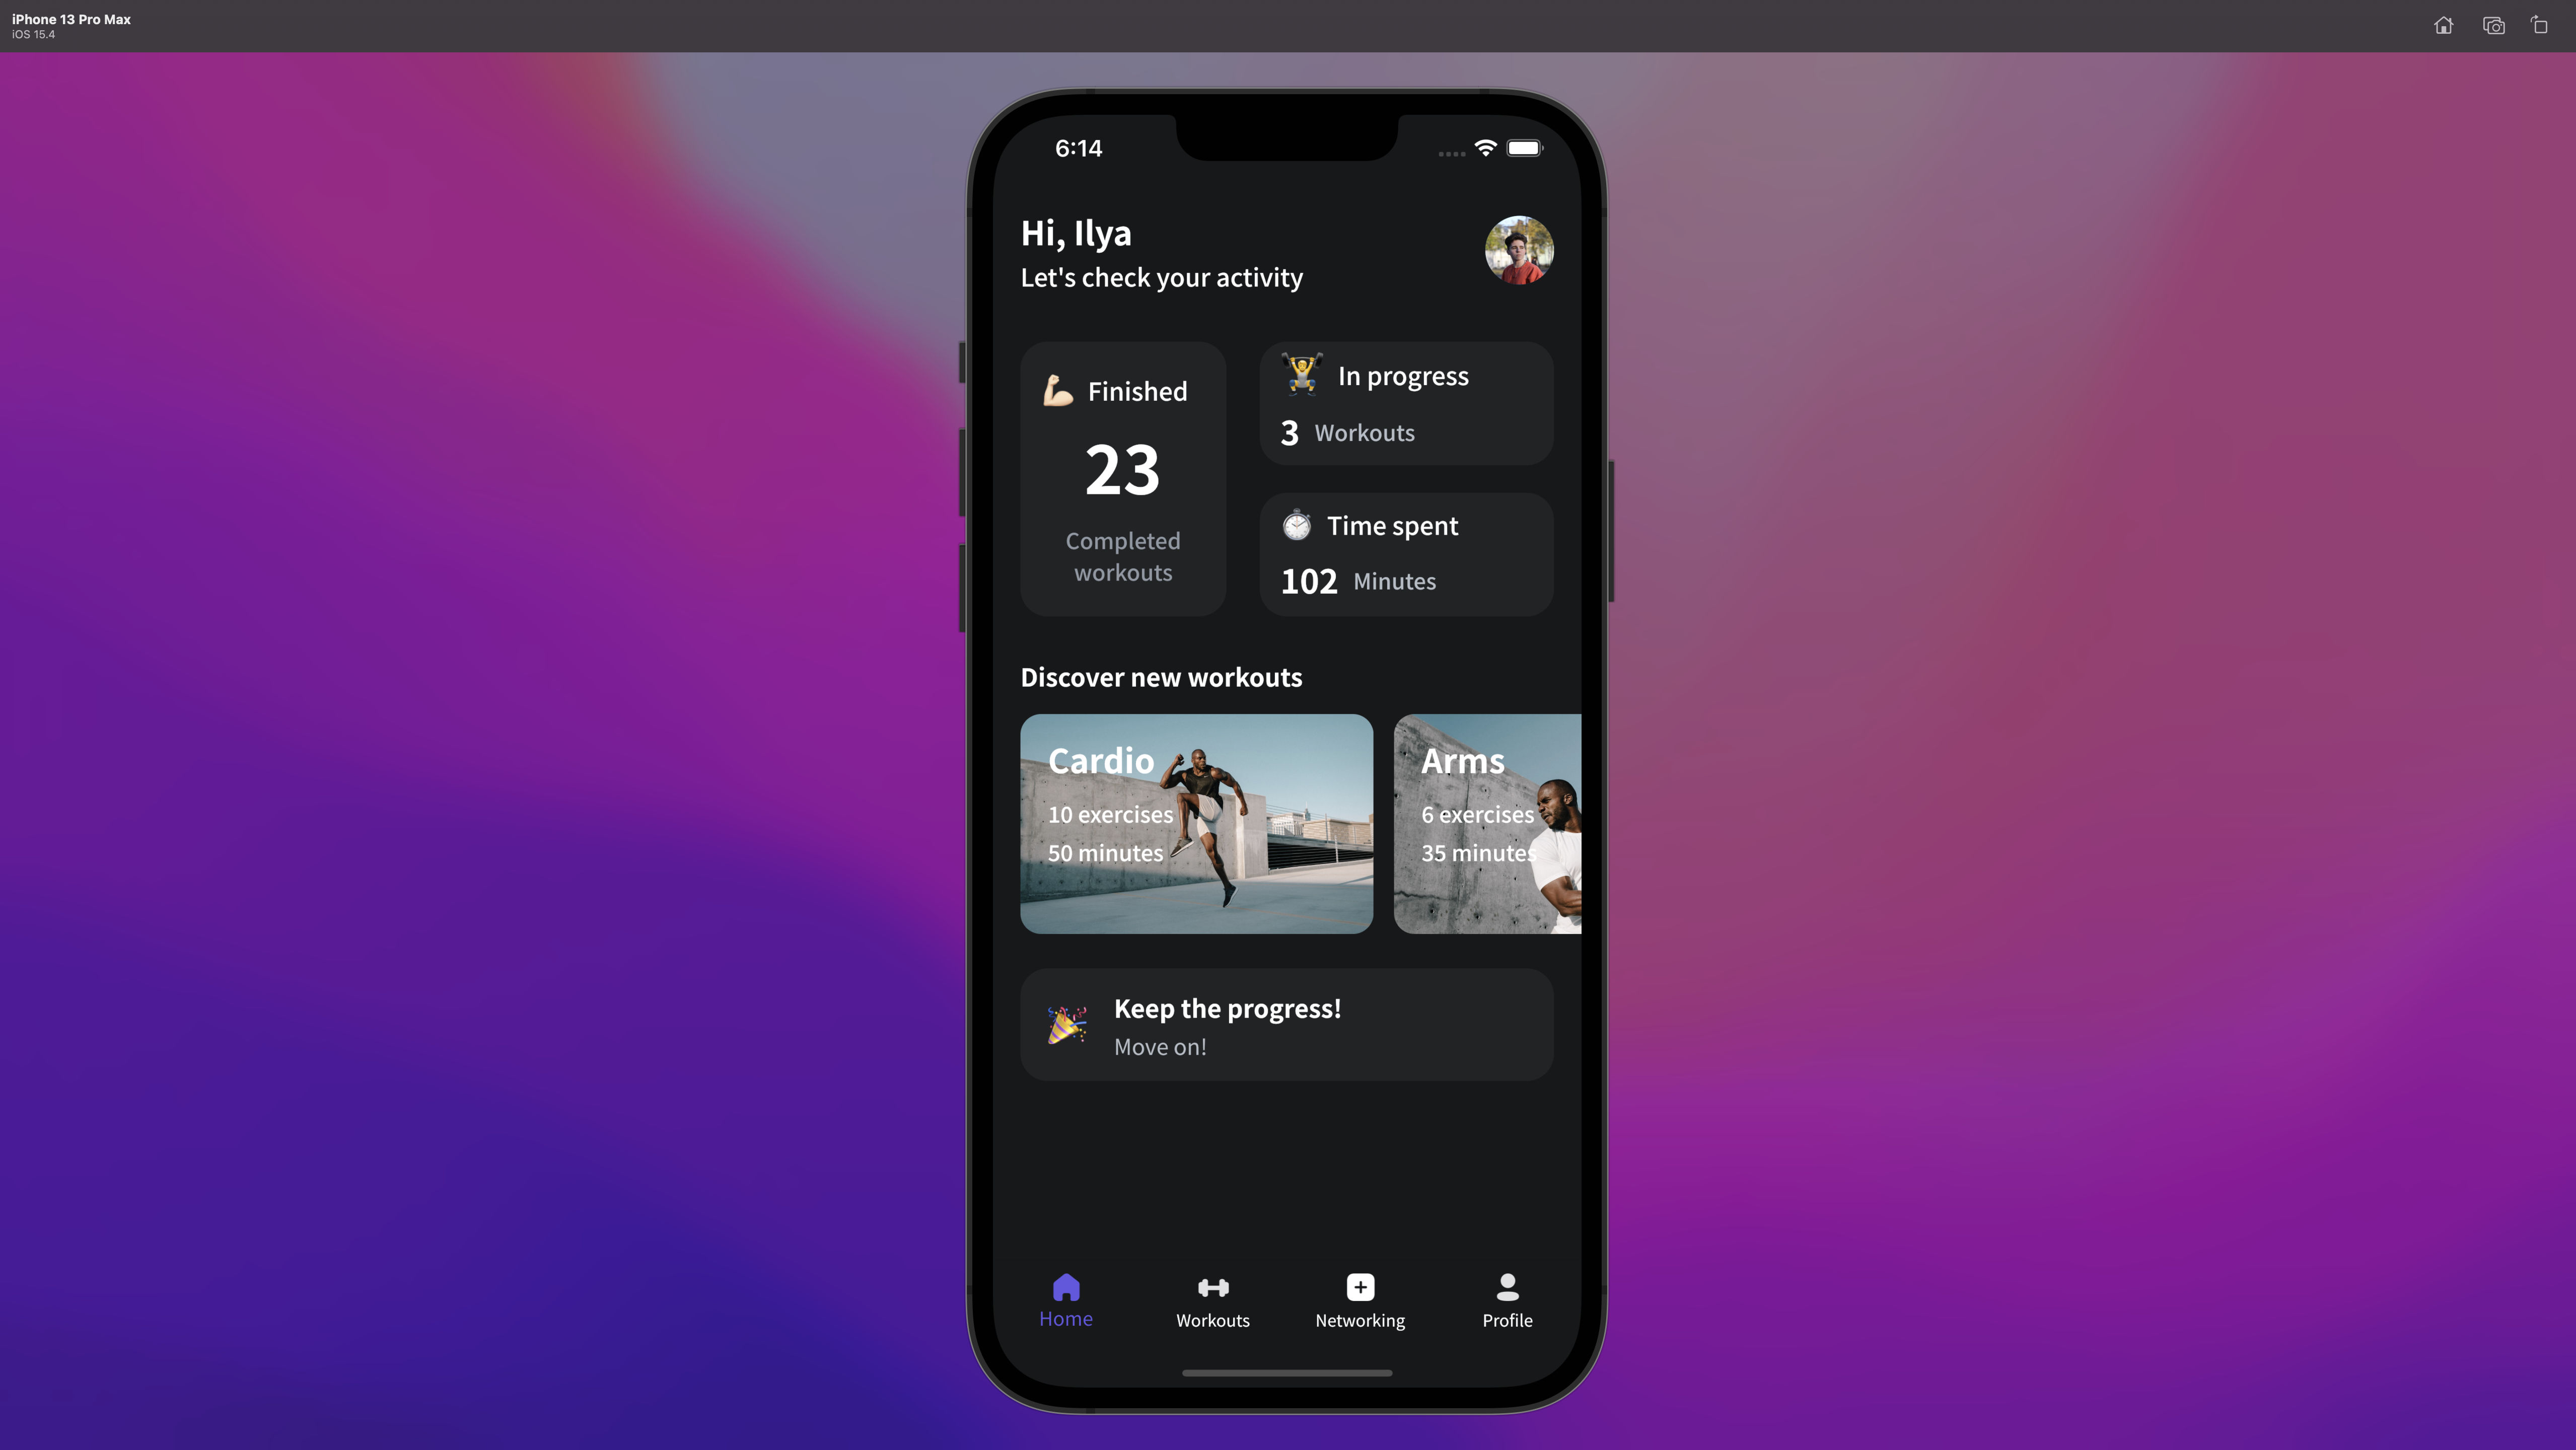 iPhone 13 Pro Max
iOS 15.4
6:14
Hi, Ilya
Let's check your activity
Finished
23
Completed
workouts
In progress
3 Workouts
Time spent
102 Minutes
Discover new workouts
Cardio
10 exercises
50 minutes
Arms
6 exercises
35 minutes
Keep the progress!
Move on!
Home
Workouts
Networking
Profile